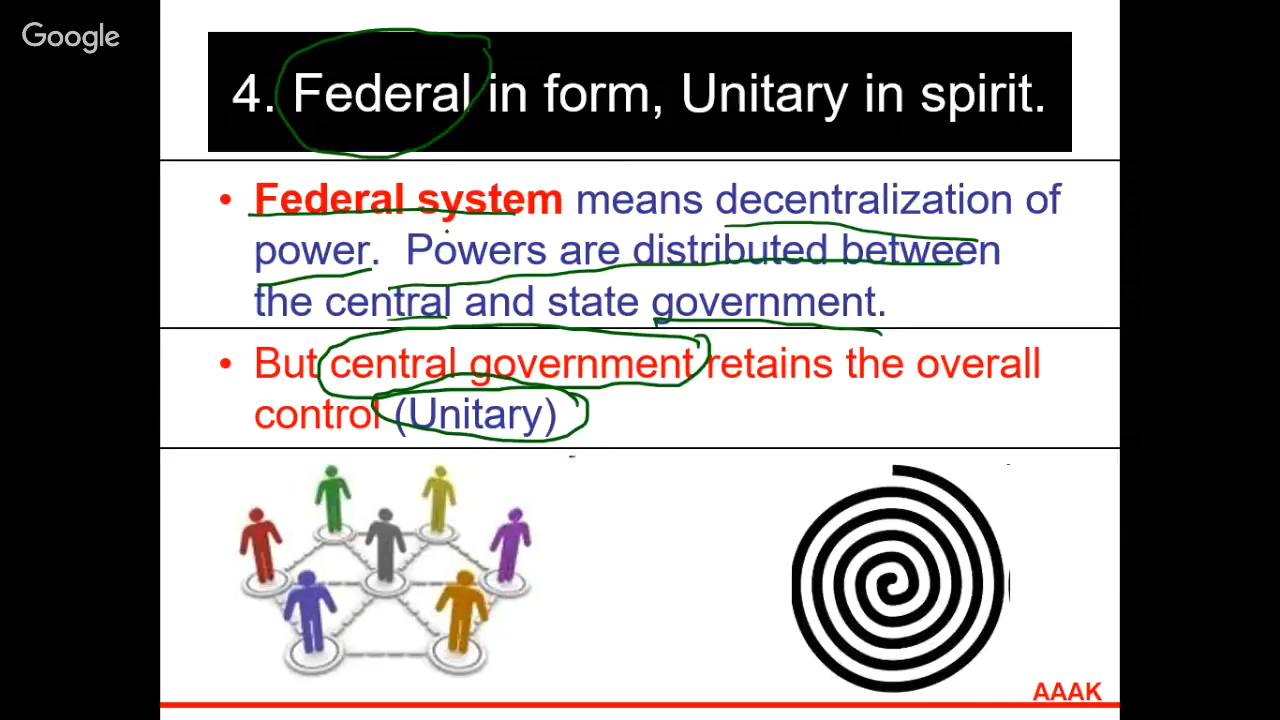 Google
4. Federal in form, Unitary in spirit.
• Federal system means decentralization of
power. Powers are distributed between
the central and state government.
• But central government retains the overall
control (Unitary)
AAAK